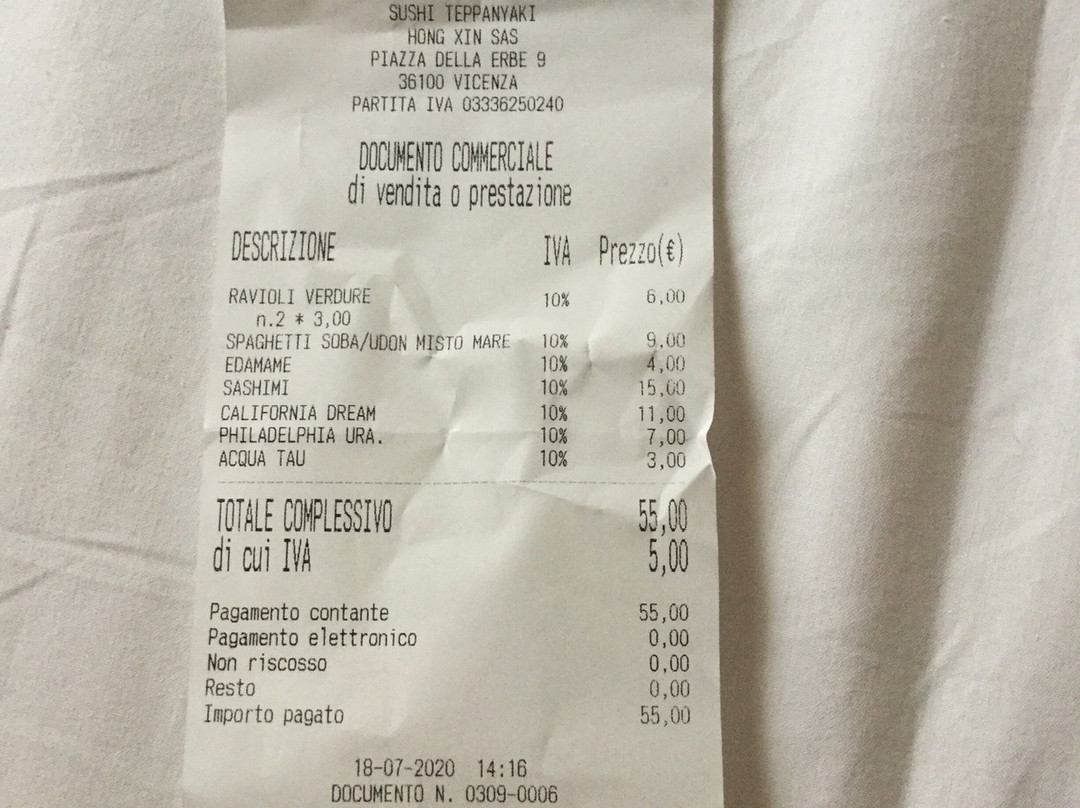 SUSHI TEPPANYAKI
HONG XIN SAS
PIAZZA DELLA ERBE 9
36100 VICENZA
PARTITA IVA 03336250240
DOCUMENTO COMMERCIALE
di vendita o prestazione
DESCRIZIONE IVA Prezzo(€)
RAVIOLI VERDURE 10% 6,00
n.2 * 3,00
SPAGHETTI SOBA/UDON MISTO MARE 10% 9,00
EDAMAME 10% 4,00
SASHIMI 10% 15,00
CALIFORNIA DREAM 10% 11,00
PHILADELPHIA URA. 10% 7,00
ACQUA TAU 10% 3,00
TOTALE COMPLESSIVO 55,00
di cui IVA 5,00
Pagamento contante 55,00
Pagamento elettronico 0,00
Non riscosso 0,00
Resto 0,00
Importo pagato 55,00
18-07-2020 14:16
DOCUMENTO N. 0309-0006